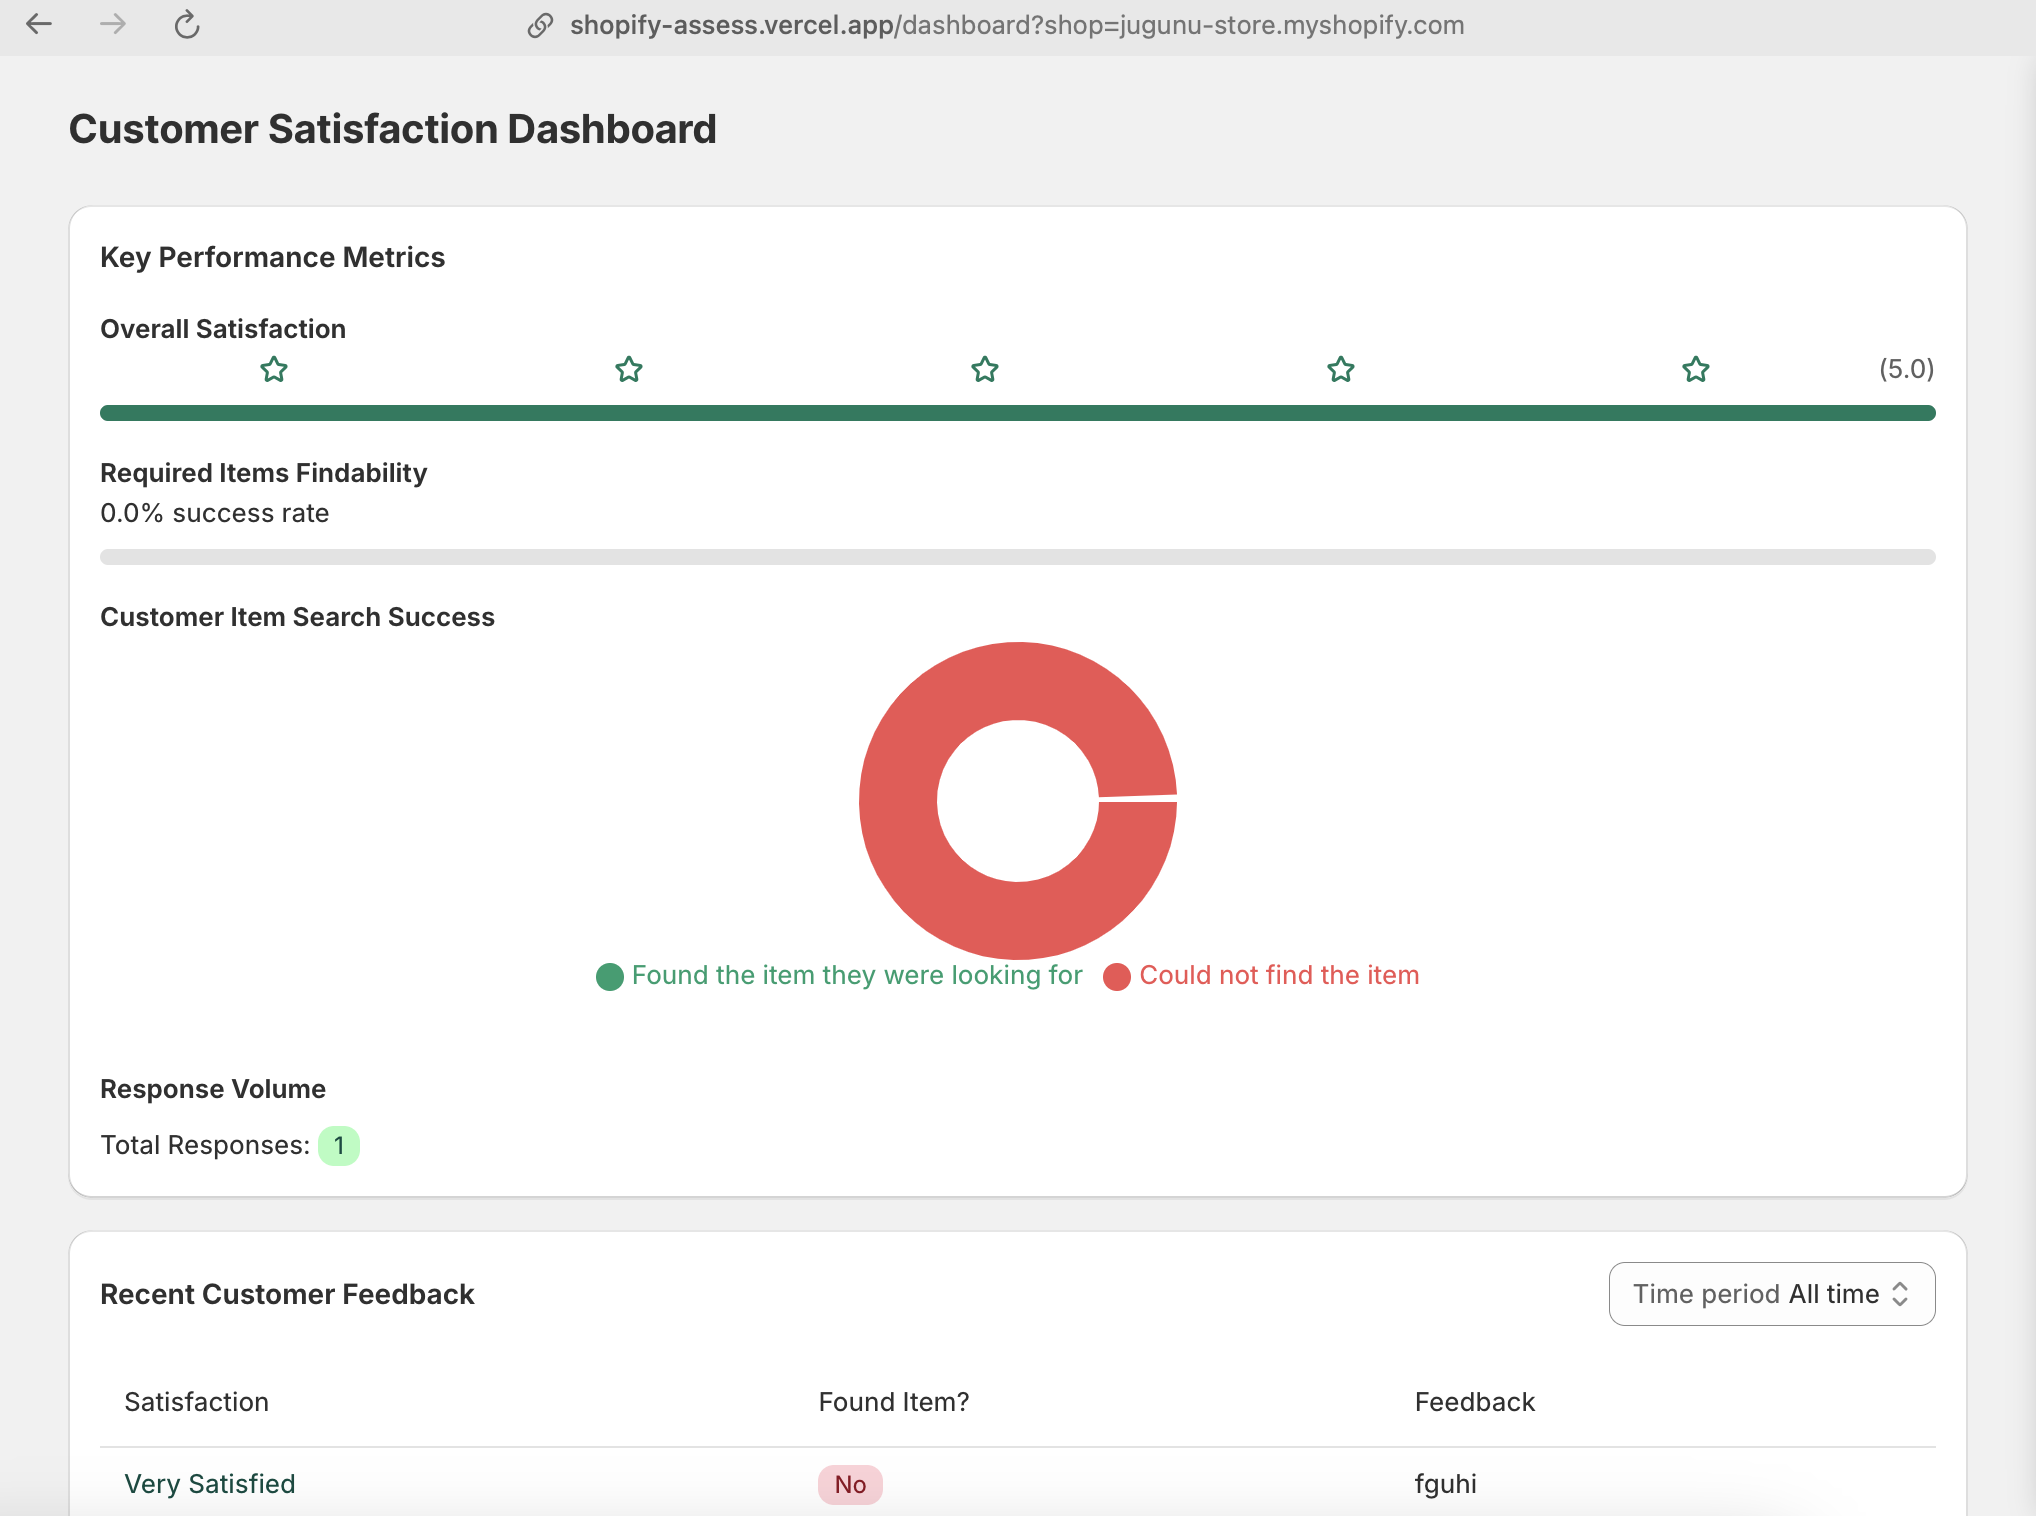 shopify-assess.vercel.app/dashboard?shop=jugunu-store.myshopify.com
Customer Satisfaction Dashboard
Key Performance Metrics
Overall Satisfaction
(5.0)
Required Items Findability
0.0% success rate
Customer Item Search Success
Found the item they were looking for Could not find the item
Response Volume
Total Responses: 1
Recent Customer Feedback Time period All time
Satisfaction Found Item? Feedback
Very Satisfied No fguhi